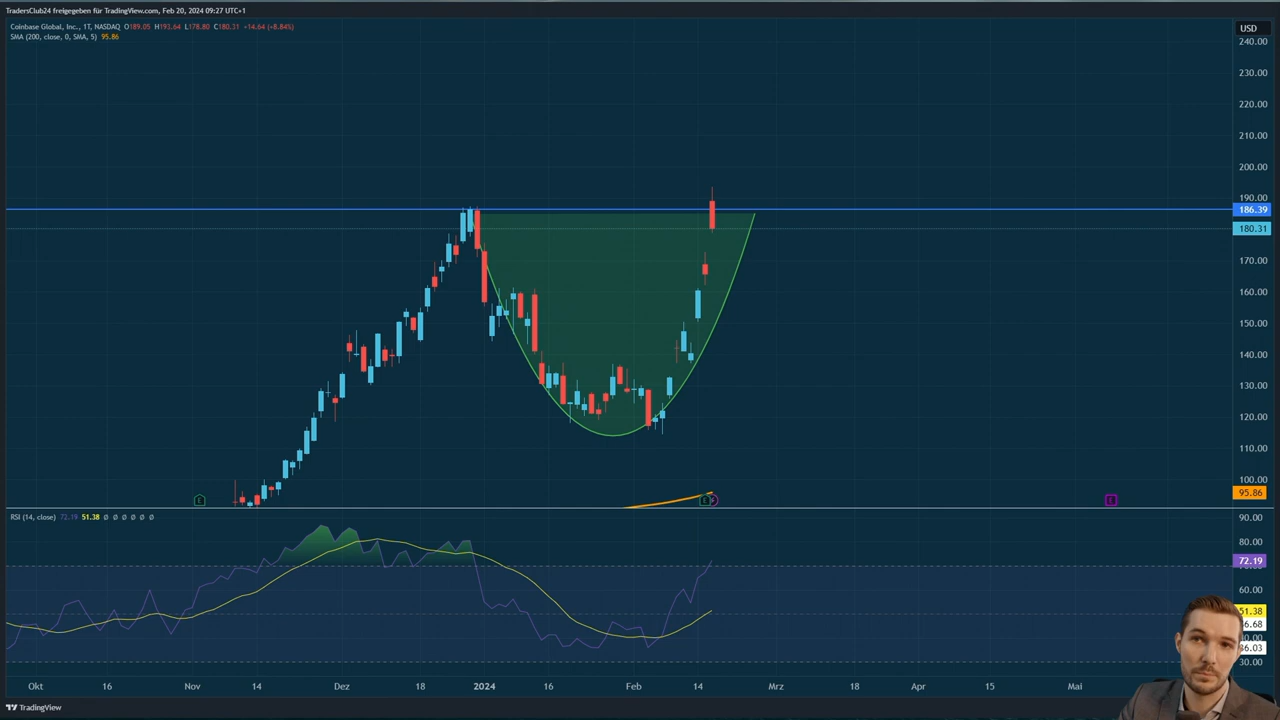 TradersClub24 freigegeben für TradingView.com, Feb 20, 2024 09:27 UTC+1
Coinbase Global, Inc., 1T, NASDAQ O189.05 H193.64 L178.80 C180.31 +14.64 (+8.84%)
SMA (200, close, 0, SMA, 5) 95.86
USD
240.00
230.00
220.00
210.00
200.00
190.00
186.39
180.31
170.00
160.00
150.00
140.00
130.00
120.00
110.00
100.00
95.86
E E E
RSI (14, close) 72.19 51.38 Ø Ø Ø Ø Ø Ø
90.00
80.00
72.19
60.00
51.38
30.00
Okt 16 Nov 14 Dez 18 2024 16 Feb 14 Mrz 18 Apr 15 Mai
TradingView